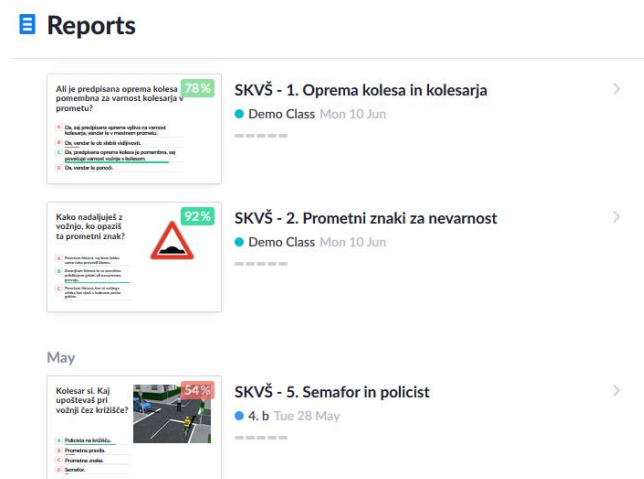 Reports
Ali je predpisana oprema kolesa
pomembna za varnost kolesarja v
prometu?
78%
A Da, saj predpisana oprema vpliva na varnost
kolesarja, vendar le v mestnem prometu.
B Da, vendar le ob slabši vidljivosti.
C Da, predpisana oprema kolesa je pomembna, saj
povečuje varnost vožnje s kolesom.
D Da, vendar le ponoči.
SKVŠ - 1. Oprema kolesa in kolesarja
Demo Class Mon 10 Jun
Kako nadaljuješ z
vožnjo, ko opaziš
ta prometni znak?
92%
A
B
C
SKVŠ - 2. Prometni znaki za nevarnost
Demo Class Mon 10 Jun
May
Kolesar si. Kaj
upoštevaš pri
vožnji čez križišče?
54%
A Policista na križišču.
B Prometna pravila.
C Prometne znake.
D Semafor.
SKVŠ - 5. Semafor in policist
4. b Tue 28 May